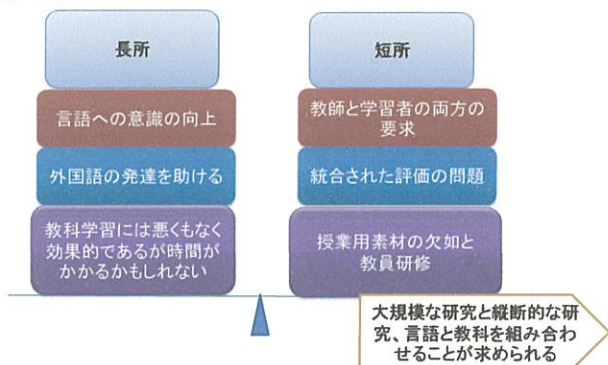 長所
言語への意識の向上
外国語の発達を助ける
教科学習には悪くもなく
効果的であるが時間が
かかるかもしれない
短所
教師と学習者の両方の
要求
統合された評価の問題
授業用素材の欠如と
教員研修
大規模な研究と縦断的な研
究、言語と教科を組み合わ
せることが求められる